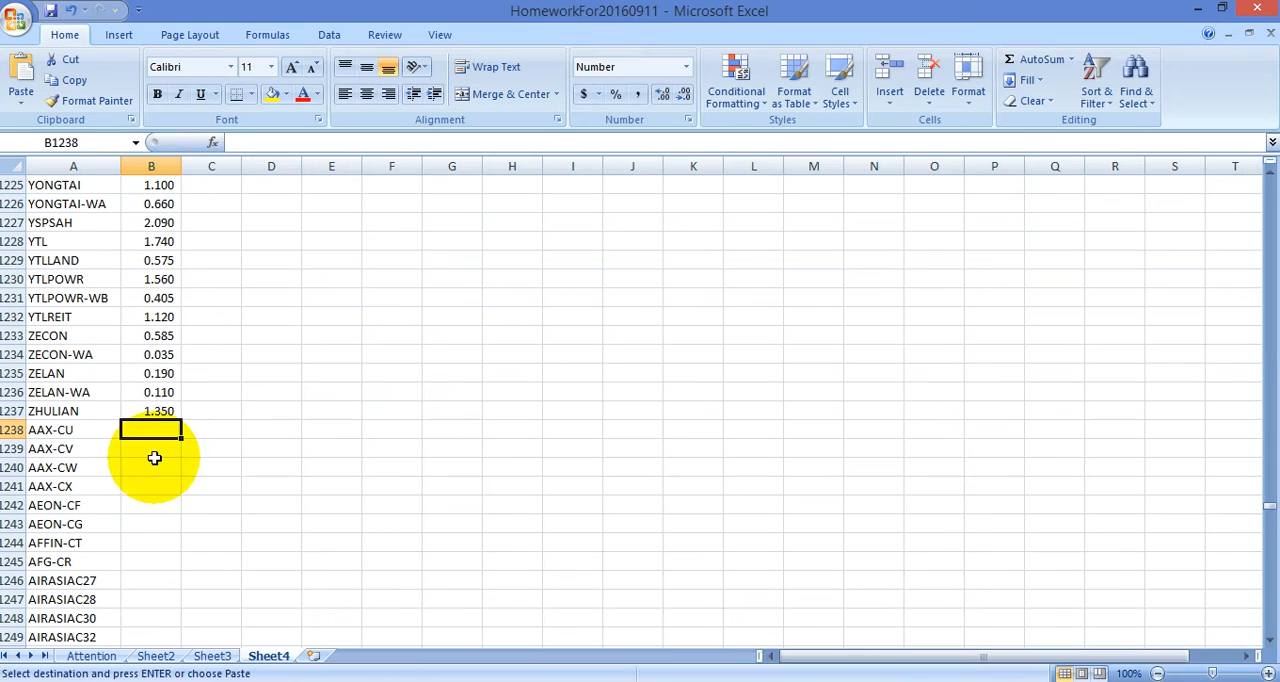 HomeworkFor20160911 - Microsoft Excel
Home Insert Page Layout Formulas Data Review View
Paste
Cut
Copy
Format Painter
Clipboard
Calibri 11
B I U
Font
Wrap Text
Merge & Center
Alignment
Number
$ % ,
Number
Conditional Formatting
Format as Table
Cell Styles
Styles
Insert Delete Format
Cells
AutoSum
Fill
Clear
Sort & Filter
Find & Select
Editing
B1238 fx
A B C D E F G H I J K L M N O P Q R S T
1225 YONGTAI 1.100
1226 YONGTAI-WA 0.660
1227 YSPSAH 2.090
1228 YTL 1.740
1229 YTLLAND 0.575
1230 YTLPOWR 1.560
1231 YTLPOWR-WB 0.405
1232 YTLREIT 1.120
1233 ZECON 0.585
1234 ZECON-WA 0.035
1235 ZELAN 0.190
1236 ZELAN-WA 0.110
1237 ZHULIAN 1.350
1238 AAX-CU
1239 AAX-CV
1240 AAX-CW
1241 AAX-CX
1242 AEON-CF
1243 AEON-CG
1244 AFFIN-CT
1245 AFG-CR
1246 AIRASIAC27
1247 AIRASIAC28
1248 AIRASIAC30
1249 AIRASIAC32
Attention Sheet2 Sheet3 Sheet4
Select destination and press ENTER or choose Paste 100%